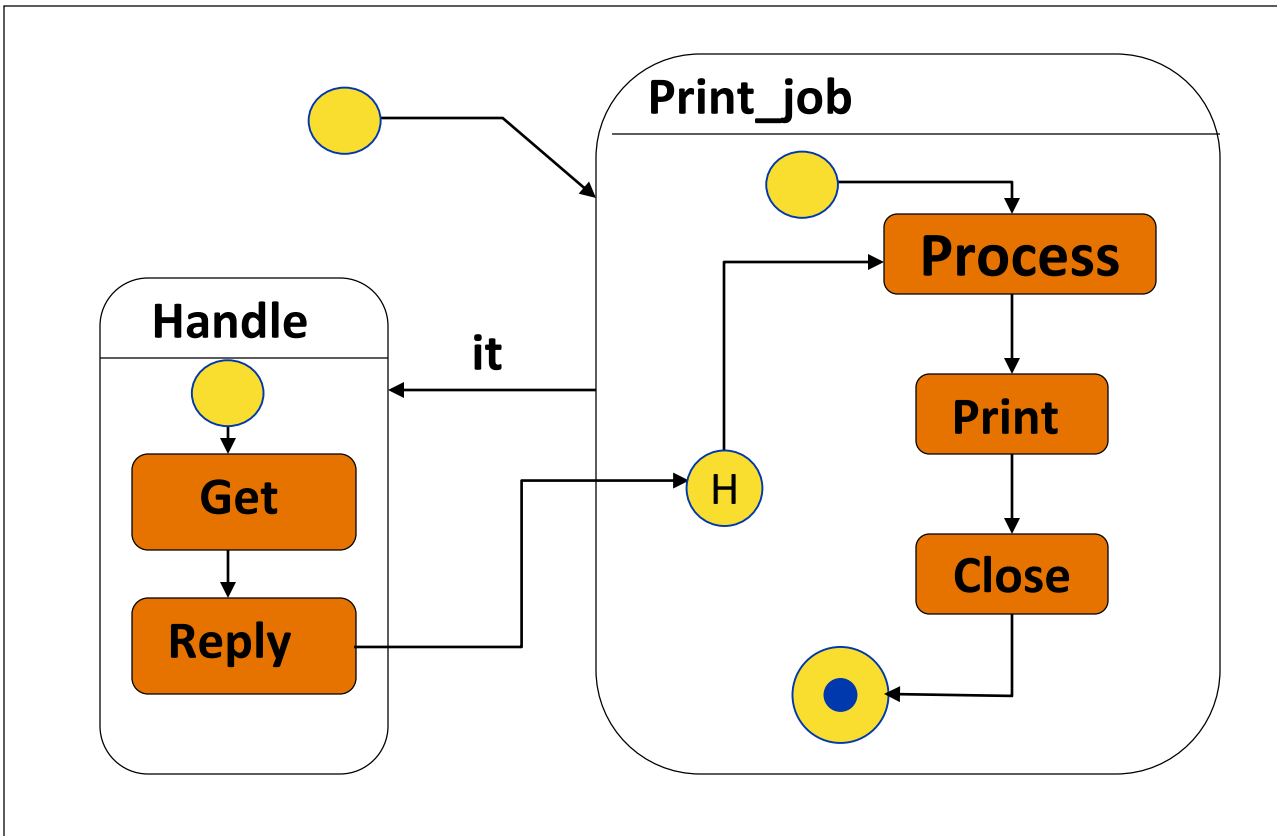 Print_job
Process
Handle
it
Print
Get
H
Close
Reply